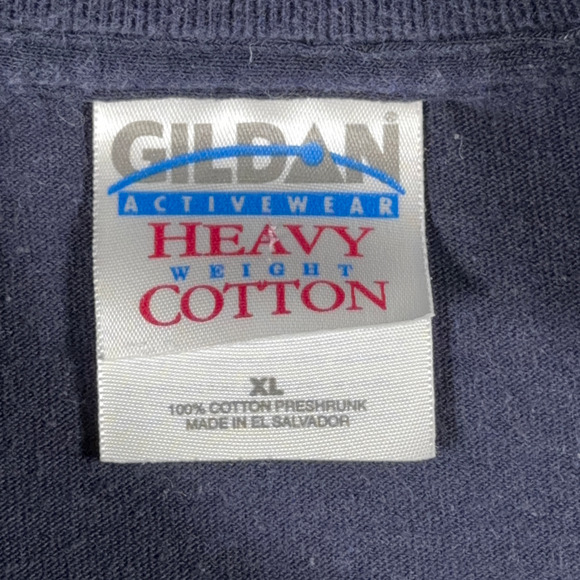 GILDAN®
ACTIVEWEAR
HEAVY
WEIGHT
COTTON
XL
100% COTTON PRESHRUNK
MADE IN EL SALVADOR